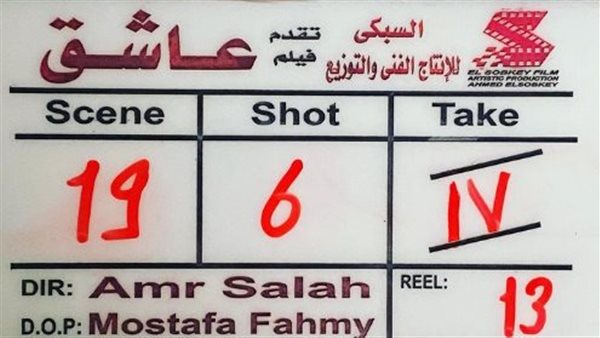 السبكى
للإنتاج الفنى والتوزيع
تقدم
فيلم
عاشق
EL SOBKEY FILM
ARTISTIC PRODUCTION
AHMED ELSOBKEY
Scene Shot Take
19 6 IV
DIR: Amr Salah
D.O.P: Mostafa Fahmy
REEL: 13